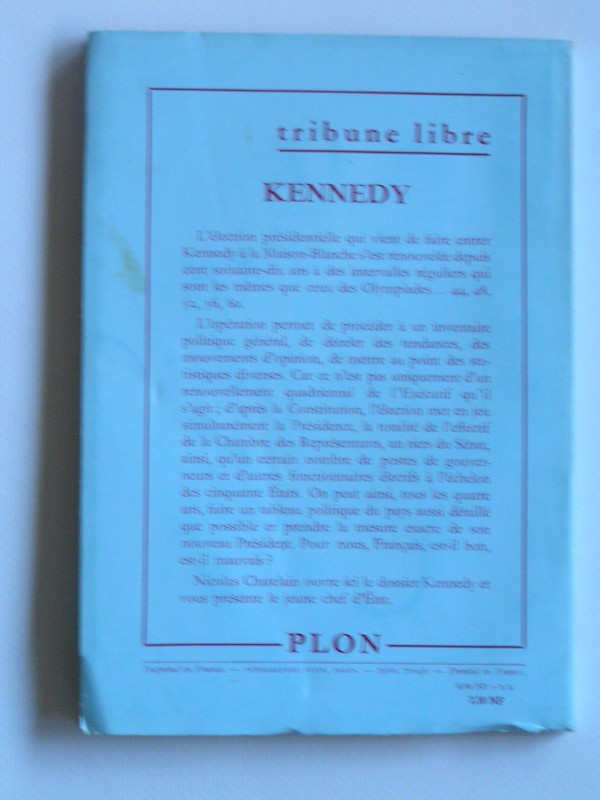 tribune libre
KENNEDY
L'élection présidentielle qui vient de faire entrer
Kennedy à la Maison-Blanche s'est renouvelée depuis
cent soixante-dix ans à des intervalles réguliers qui
sont les mêmes que ceux des Olympiades... 44, 48,
52, 56, 60.
L'opération permet de procéder à un inventaire
politique général, de déceler des tendances, des
mouvements d'opinion, de mettre au point des sta-
tistiques diverses. Car ce n'est pas uniquement d'un
renouvellement quadriennal de l'Exécutif qu'il
s'agit ; d'après la Constitution, l'élection met en jeu
simultanément la Présidence, la totalité de l'effectif
de la Chambre des Représentants, un tiers du Sénat,
ainsi, qu'un certain nombre de postes de gouver-
neurs et d'autres fonctionnaires électifs à l'échelon
des cinquante États. On peut ainsi, tous les quatre
ans, faire un tableau politique du pays aussi détaillé
que possible et prendre la mesure exacte de son
nouveau Président. Pour nous, Français, est-il bon,
est-il mauvais ?
Nicolas Chatelain ouvre ici le dossier Kennedy et
vous présente le jeune chef d'État.
PLON